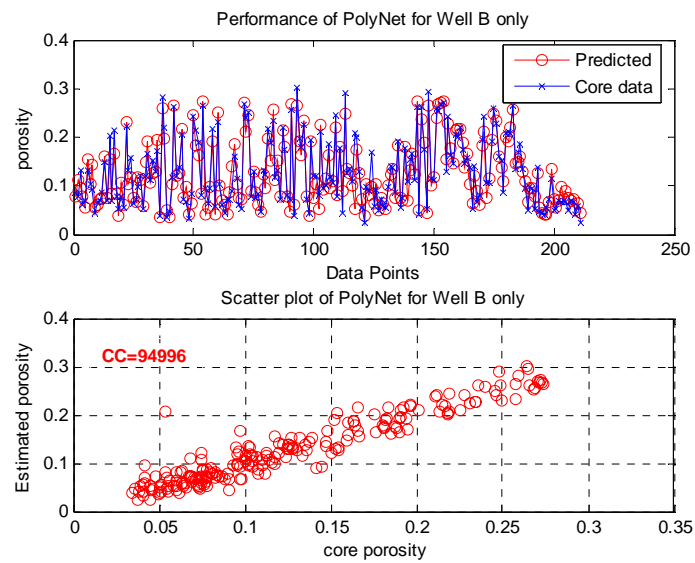 Performance of PolyNet for Well B only
0.4
0.3
0.2
0.1
0
porosity
Predicted
Core data
0 50 100 150 200 250
Data Points
Scatter plot of PolyNet for Well B only
0.4
0.3
0.2
0.1
0
Estimated porosity
CC=94996
0 0.05 0.1 0.15 0.2 0.25 0.3 0.35
core porosity